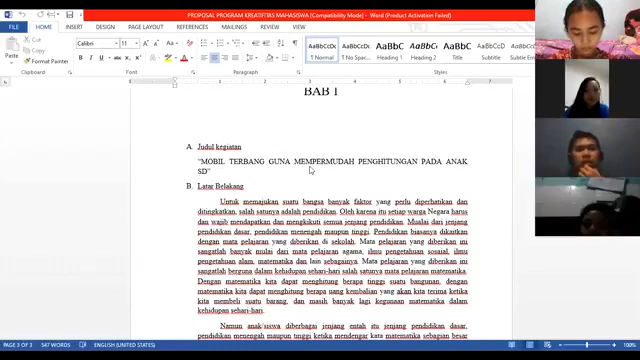 PROPOSAL PROGRAM KREATIFITAS MAHASISWA [Compatibility Mode] - Word (Product Activation Failed)
FILE HOME INSERT DESIGN PAGE LAYOUT REFERENCES MAILINGS REVIEW VIEW
Cut
Copy
Format Painter
Paste
Clipboard
Calibri 11
Font
Paragraph
AaBbCcDc AaBbCcDc AaBbC AaBbCc AaBbC AaBbCcD
1 Normal 1 No Spac... Heading 1 Heading 2 Title Subtitle
Styles
BAB I
A. Judul kegiatan
"MOBIL TERBANG GUNA MEMPERMUDAH PENGHITUNGAN PADA ANAK
SD"
B. Latar Belakang
Untuk memajukan suatu bangsa banyak faktor yang perlu diperhatikan dan
ditingkatkan, salah satunya adalah pendidikan. Oleh karena itu setiap warga Negara harus
dan wajib mendapatkan dan mengkikuti semua jenjang pendidikan. Mualai dari jenjang
pendidikan dasar, pendidikan menengah maupun tinggi. Pendidikan biasanya dikaitkan
dengan mata pelajaran yang diberikan di sekolah. Mata pelajaran yang diberikan ini
sangatlah banyak mulai dari mata pelajaran agama, ilmu pengetahuan sosaial, ilmu
pengetahuan alam, matematika dan lain sebagainya. Mata pelajaran yang diberikan ini
sangatlah berguna dalam kehidupan sehari-hari salah satunya mata pelajaran matematika.
Dengan matematika kita dapat menghitung berapa tinggi suatu bangunan, dengan
matematika kita dapat menghitung berapa uang kembalian yang akan kita terima ketika
kita membeli suatu barang, dan masih banyak lagi kegunaan matematika dalam
kehidupan sehari-hari.
Namun anak/siswa diberbagai jenjang entah itu jenjang pendidikan dasar,
pendidikan menengah maupun tinggi ketika mendengar kata matematika sebagian besar
PAGE 3 OF 3 547 WORDS ENGLISH (UNITED STATES) 100%